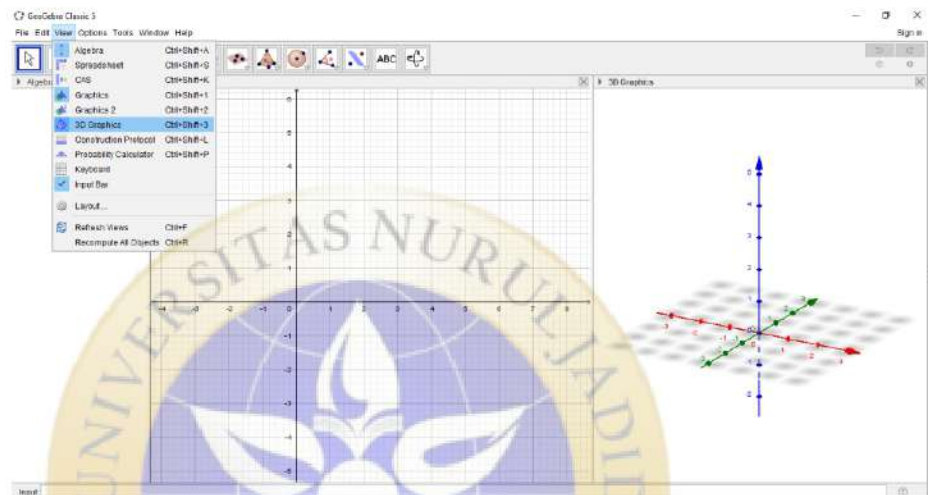 GeoGebra Classic 5
File Edit View Options Tools Window Help
Sign in
ABC
Algebra Ctrl+Shift+A
Spreadsheet Ctrl+Shift+S
CAS Ctrl+Shift+K
Graphics Ctrl+Shift+1
Graphics 2 Ctrl+Shift+2
3D Graphics Ctrl+Shift+3
Construction Protocol Ctrl+Shift+L
Probability Calculator Ctrl+Shift+P
Keyboard
Input Bar
Layout...
Refresh Views Ctrl+F
Recompute All Objects Ctrl+R
3D Graphics
UNIVERSITAS NURUL JADI
Input